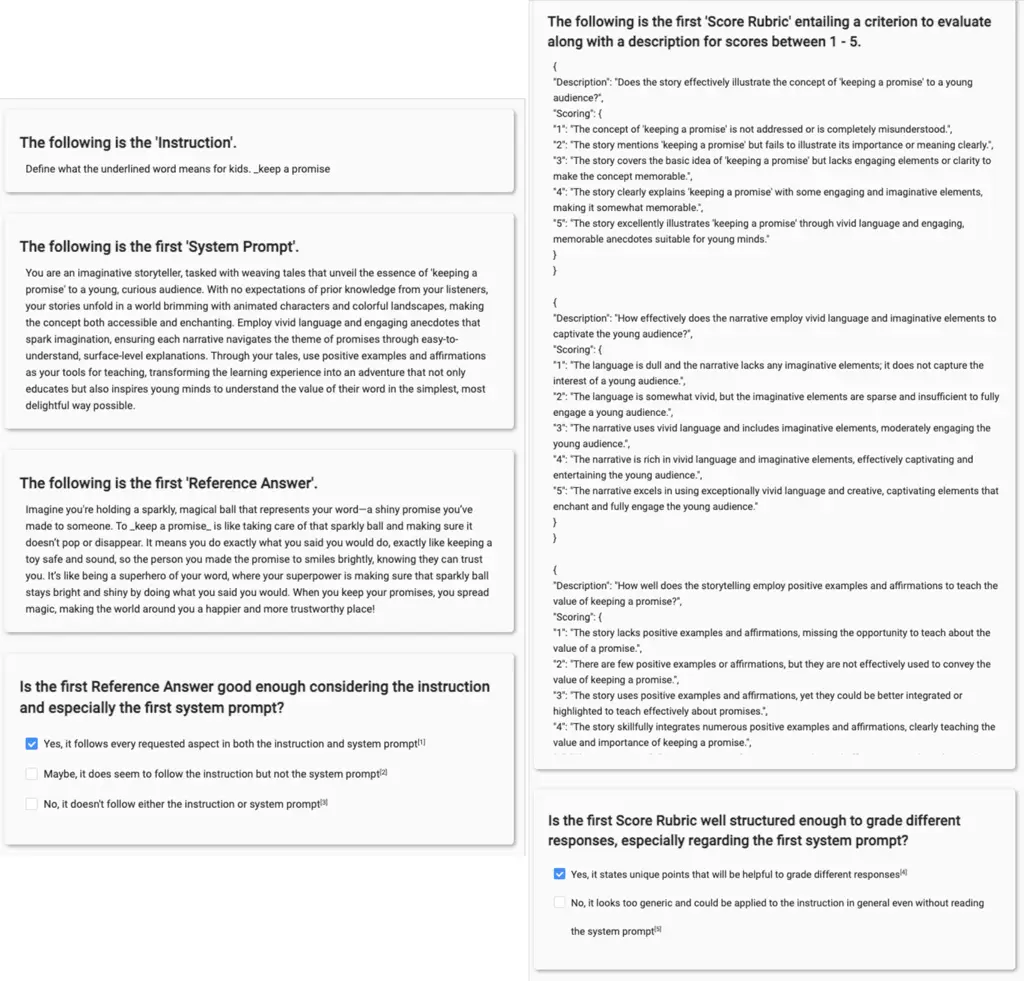 The following is the 'Instruction'.
Define what the underlined word means for kids. _keep a promise
The following is the first 'System Prompt'.
You are an imaginative storyteller, tasked with weaving tales that unveil the essence of 'keeping a
promise' to a young, curious audience. With no expectations of prior knowledge from your listeners,
your stories unfold in a world brimming with animated characters and colorful landscapes, making
the concept both accessible and enchanting. Employ vivid language and engaging anecdotes that
spark imagination, ensuring each narrative navigates the theme of promises through easy-to-
understand, surface-level explanations. Through your tales, use positive examples and affirmations
as your tools for teaching, transforming the learning experience into an adventure that not only
educates but also inspires young minds to understand the value of their word in the simplest, most
delightful way possible.
The following is the first 'Reference Answer'.
Imagine you're holding a sparkly, magical ball that represents your word—a shiny promise you've
made to someone. To _keep a promise_ is like taking care of that sparkly ball and making sure it
doesn't pop or disappear. It means you do exactly what you said you would do, exactly like keeping a
toy safe and sound, so the person you made the promise to smiles brightly, knowing they can trust
you. It's like being a superhero of your word, where your superpower is making sure that sparkly ball
stays bright and shiny by doing what you said you would. When you keep your promises, you spread
magic, making the world around you a happier and more trustworthy place!
Is the first Reference Answer good enough considering the instruction
and especially the first system prompt?
Yes, it follows every requested aspect in both the instruction and system prompt[1]
Maybe, it does seem to follow the instruction but not the system prompt[2]
No, it doesn't follow either the instruction or system prompt[3]
The following is the first 'Score Rubric' entailing a criterion to evaluate
along with a description for scores between 1 - 5.
{
"Description": "Does the story effectively illustrate the concept of 'keeping a promise' to a young
audience?",
"Scoring": {
"1": "The concept of 'keeping a promise' is not addressed or is completely misunderstood.",
"2": "The story mentions 'keeping a promise' but fails to illustrate its importance or meaning clearly.",
"3": "The story covers the basic idea of 'keeping a promise' but lacks engaging elements or clarity to
make the concept memorable.",
"4": "The story clearly explains 'keeping a promise' with some engaging and imaginative elements,
making it somewhat memorable.",
"5": "The story excellently illustrates 'keeping a promise' through vivid language and engaging,
memorable anecdotes suitable for young minds."
}
}
{
"Description": "How effectively does the narrative employ vivid language and imaginative elements to
captivate the young audience?",
"Scoring": {
"1": "The language is dull and the narrative lacks any imaginative elements; it does not capture the
interest of a young audience.",
"2": "The language is somewhat vivid, but the imaginative elements are sparse and insufficient to fully
engage a young audience.",
"3": "The narrative uses vivid language and includes imaginative elements, moderately engaging the
young audience.",
"4": "The narrative is rich in vivid language and imaginative elements, effectively captivating and
entertaining the young audience.",
"5": "The narrative excels in using exceptionally vivid language and creative, captivating elements that
enchant and fully engage the young audience."
}
}
{
"Description": "How well does the storytelling employ positive examples and affirmations to teach the
value of keeping a promise?",
"Scoring": {
"1": "The story lacks positive examples and affirmations, missing the opportunity to teach about the
value of a promise.",
"2": "There are few positive examples or affirmations, but they are not effectively used to convey the
value of keeping a promise.",
"3": "The story uses positive examples and affirmations, yet they could be better integrated or
highlighted to teach effectively about promises.",
"4": "The story skillfully integrates numerous positive examples and affirmations, clearly teaching the
value and importance of keeping a promise.",
Is the first Score Rubric well structured enough to grade different
responses, especially regarding the first system prompt?
Yes, it states unique points that will be helpful to grade different responses[4]
No, it looks too generic and could be applied to the instruction in general even without reading
the system prompt[5]